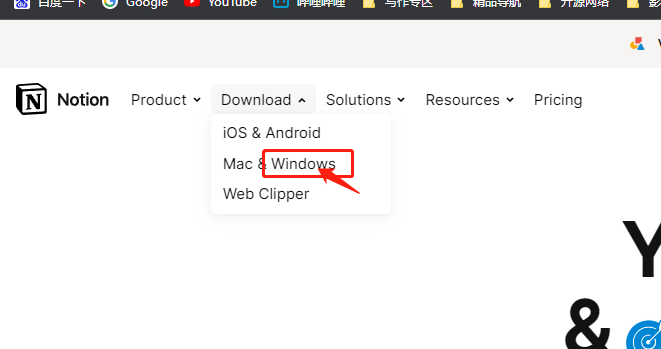 百度一下 Google YouTube 哔哩哔哩 写作专区 精品导航 开源网络
Notion Product Download Solutions Resources Pricing
iOS & Android
Mac & Windows
Web Clipper
Y
&